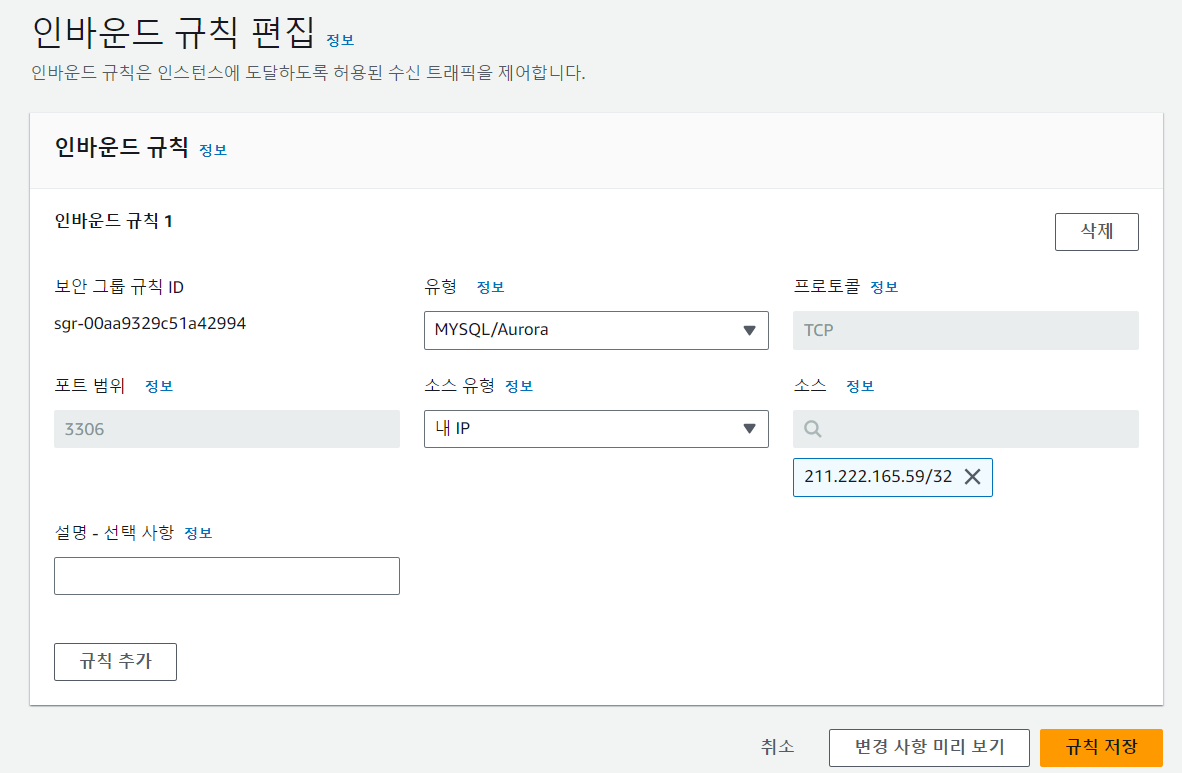 인바운드 규칙 편집 정보
인바운드 규칙은 인스턴스에 도달하도록 허용된 수신 트래픽을 제어합니다.
인바운드 규칙 정보
인바운드 규칙 1
삭제
보안 그룹 규칙 ID
sgr-00aa9329c51a42994
유형 정보
MYSQL/Aurora
프로토콜 정보
TCP
포트 범위 정보
3306
소스 유형 정보
내 IP
소스 정보
211.222.165.59/32
설명 - 선택 사항 정보
규칙 추가
취소
변경 사항 미리 보기
규칙 저장